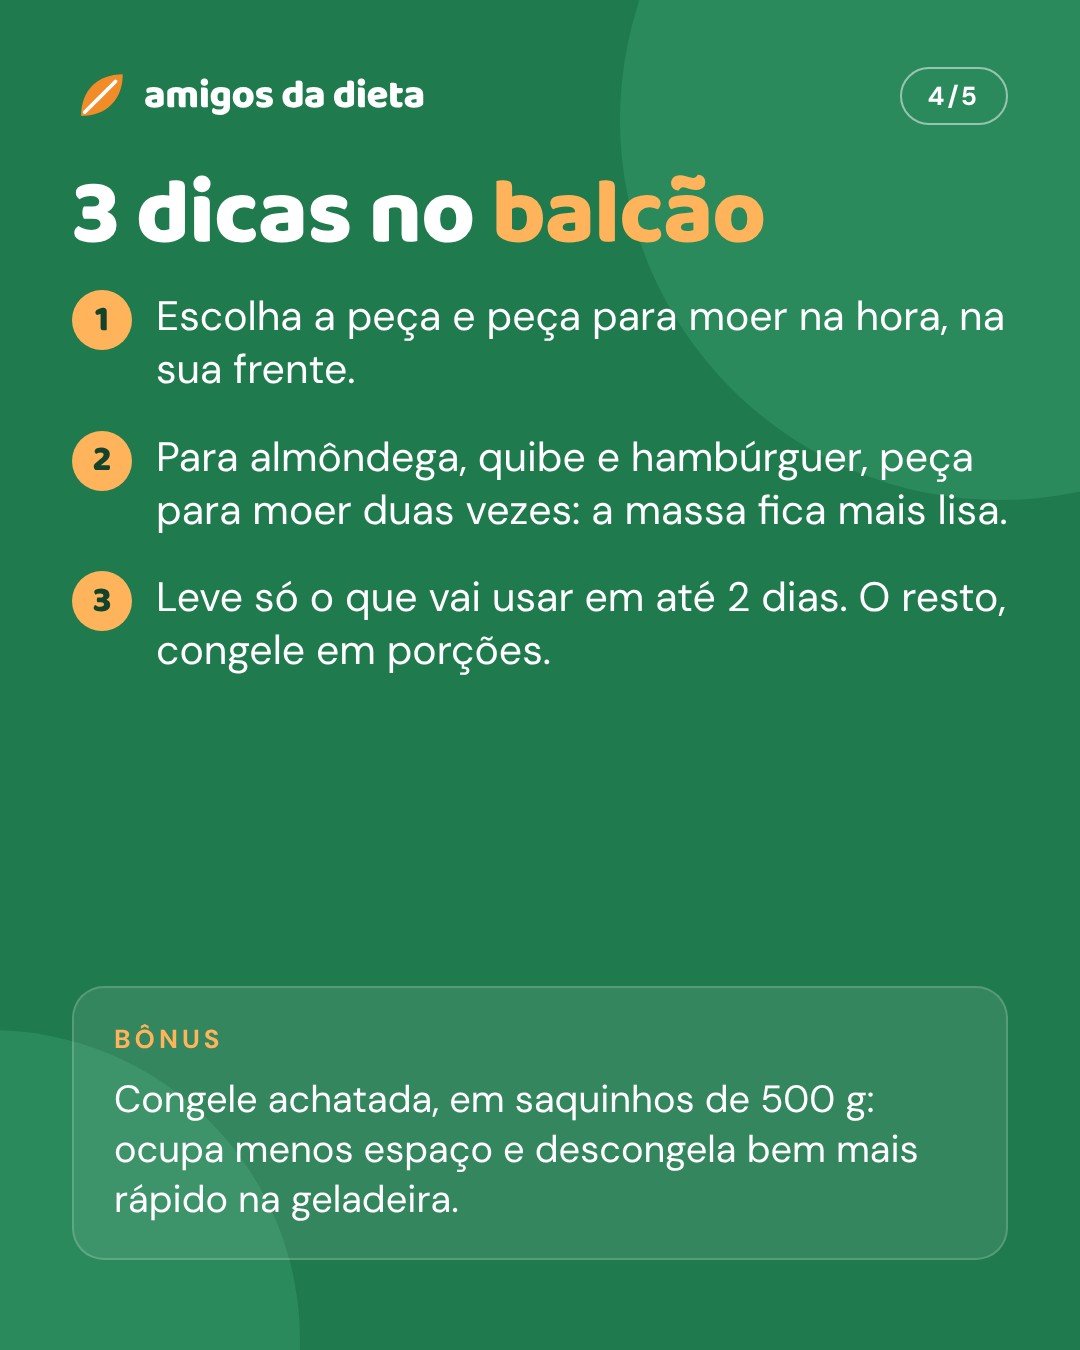 amigos da dieta
4/5
3 dicas no balcão
1 Escolha a peça e peça para moer na hora, na
sua frente.
2 Para almôndega, quibe e hambúrguer, peça
para moer duas vezes: a massa fica mais lisa.
3 Leve só o que vai usar em até 2 dias. O resto,
congele em porções.
BÔNUS
Congele achatada, em saquinhos de 500 g:
ocupa menos espaço e descongela bem mais
rápido na geladeira.